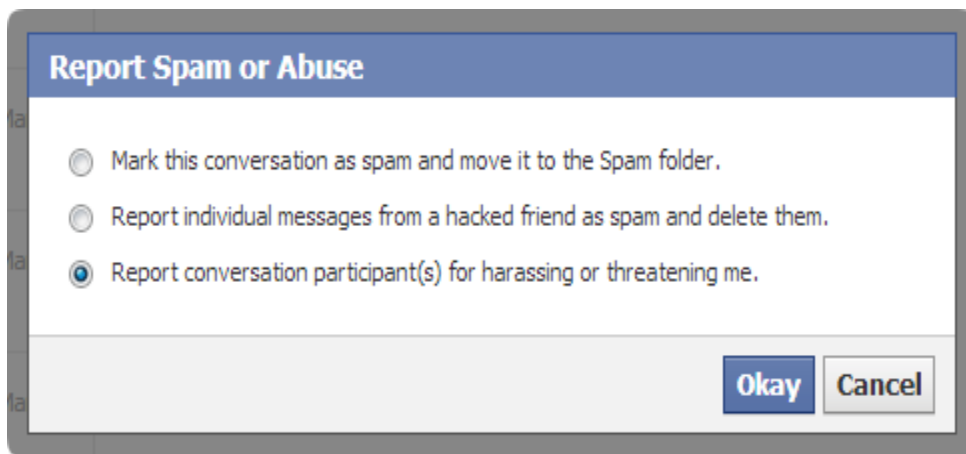 Report Spam or Abuse
Mark this conversation as spam and move it to the Spam folder.
Report individual messages from a hacked friend as spam and delete them.
Report conversation participant(s) for harassing or threatening me.
Okay Cancel